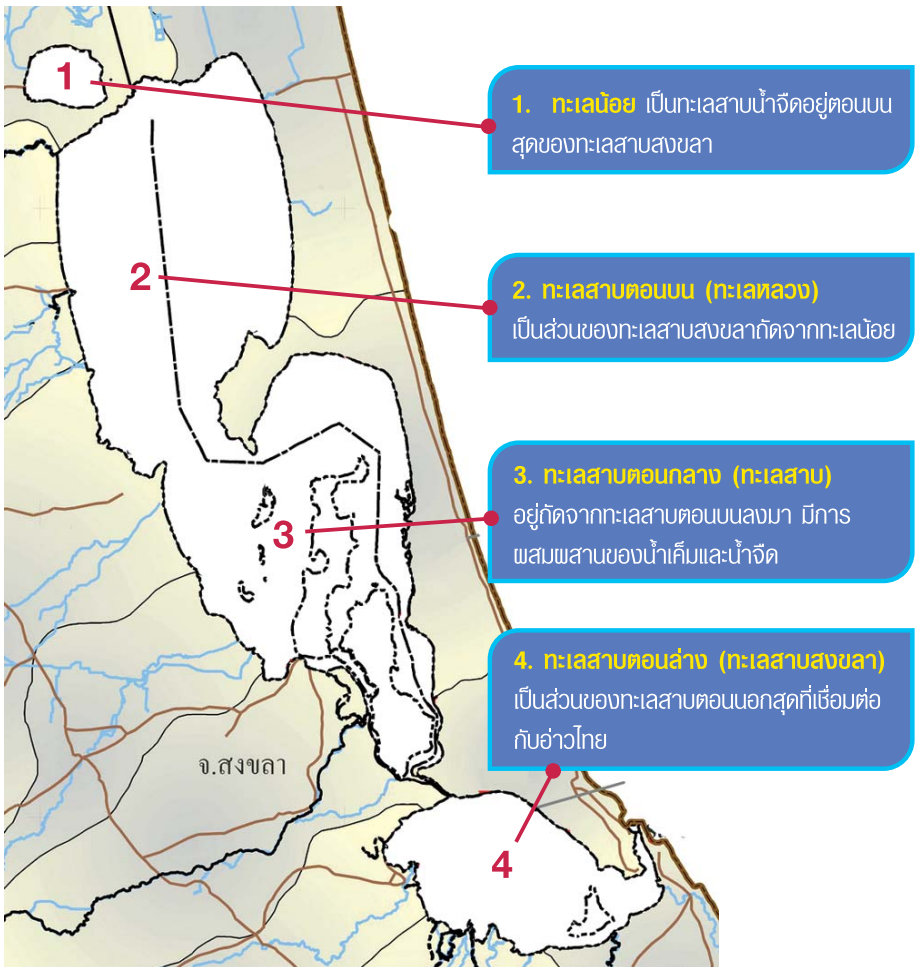 1
1. ทะเลน้อย เป็นทะเลสาบน้ำจืดอยู่ตอนบน
สุดของทะเลสาบสงขลา
2
2. ทะเลสาบตอนบน (ทะเลหลวง)
เป็นส่วนของทะเลสาบสงขลาถัดจากทะเลน้อย
3
3. ทะเลสาบตอนกลาง (ทะเลสาบ)
อยู่ถัดจากทะเลสาบตอนบนลงมา มีการ
ผสมผสานของน้ำเค็มและน้ำจืด
4. ทะเลสาบตอนล่าง (ทะเลสาบสงขลา)
เป็นส่วนของทะเลสาบตอนนอกสุดที่เชื่อมต่อ
กับอ่าวไทย
จ.สงขลา
4